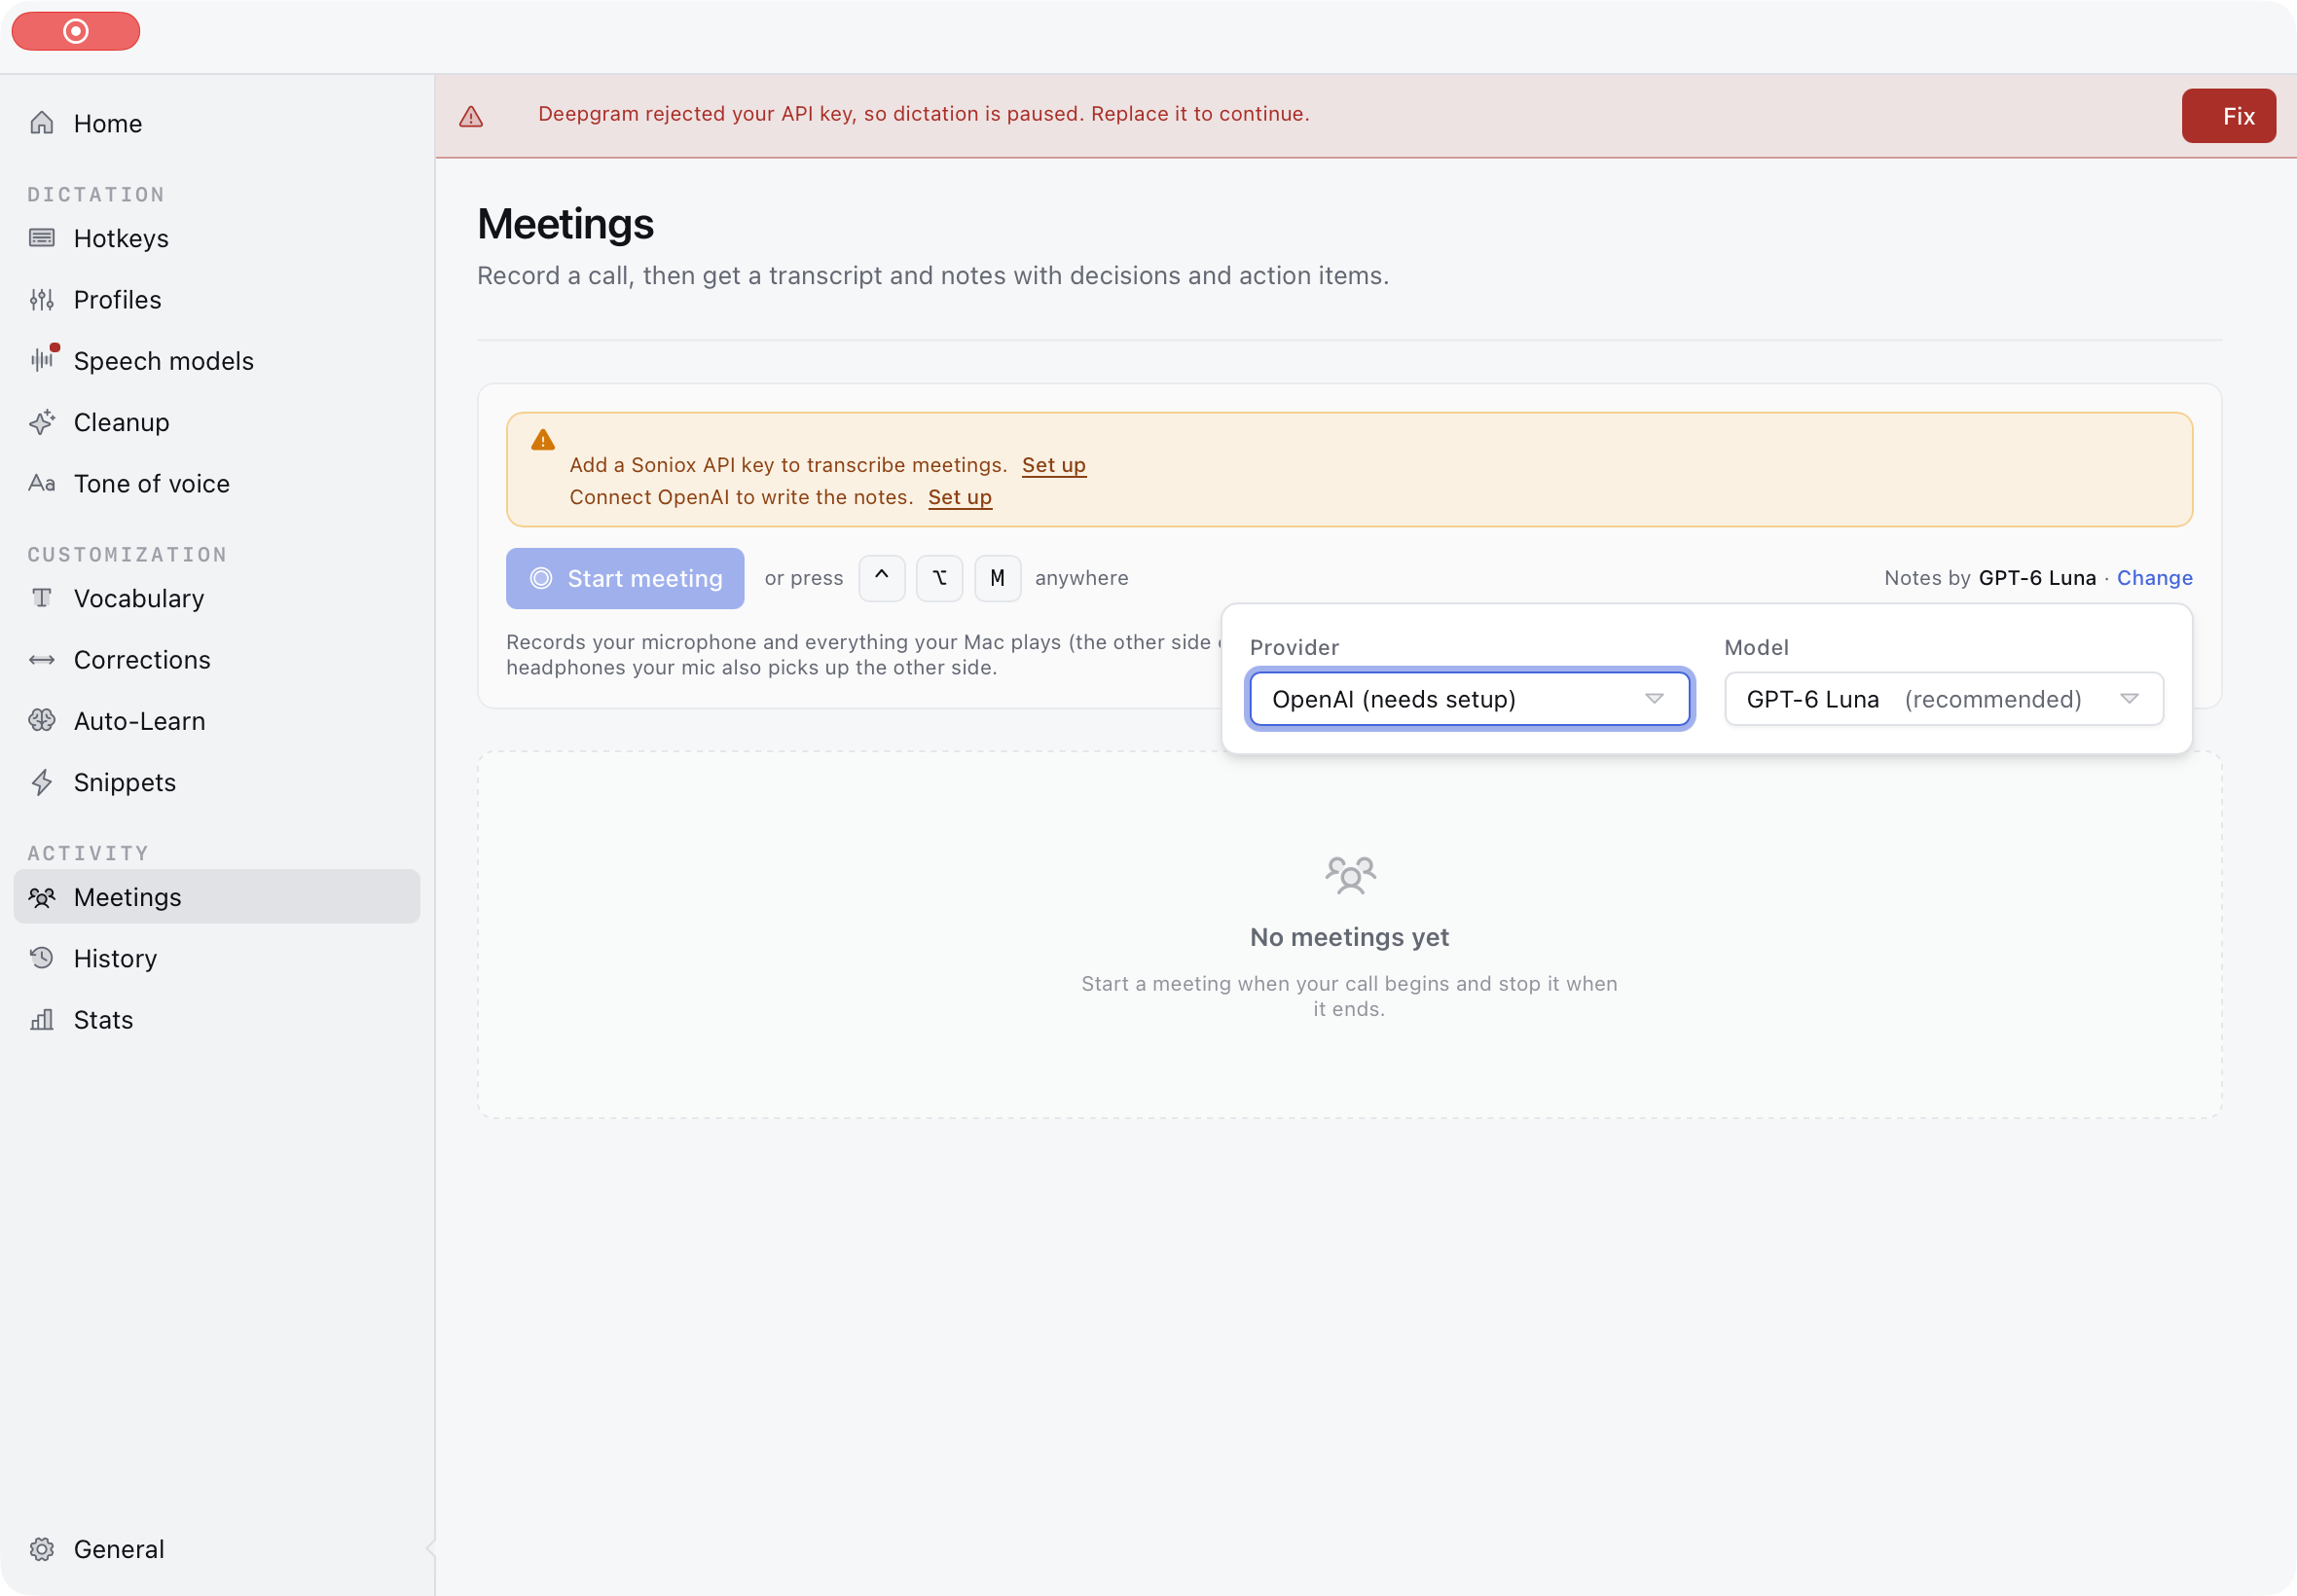 Home
DICTATION
Hotkeys
Profiles
Speech models
Cleanup
Aa Tone of voice
CUSTOMIZATION
Vocabulary
Corrections
Auto-Learn
Snippets
ACTIVITY
Meetings
History
Stats
General
Deepgram rejected your API key, so dictation is paused. Replace it to continue.
Fix
Meetings
Record a call, then get a transcript and notes with decisions and action items.
Add a Soniox API key to transcribe meetings. Set up
Connect OpenAI to write the notes. Set up
Start meeting or press ^ ⌥ M anywhere
Notes by GPT-6 Luna · Change
Records your microphone and everything your Mac plays (the other side
headphones your mic also picks up the other side.
Provider
OpenAI (needs setup)
Model
GPT-6 Luna (recommended)
No meetings yet
Start a meeting when your call begins and stop it when
it ends.